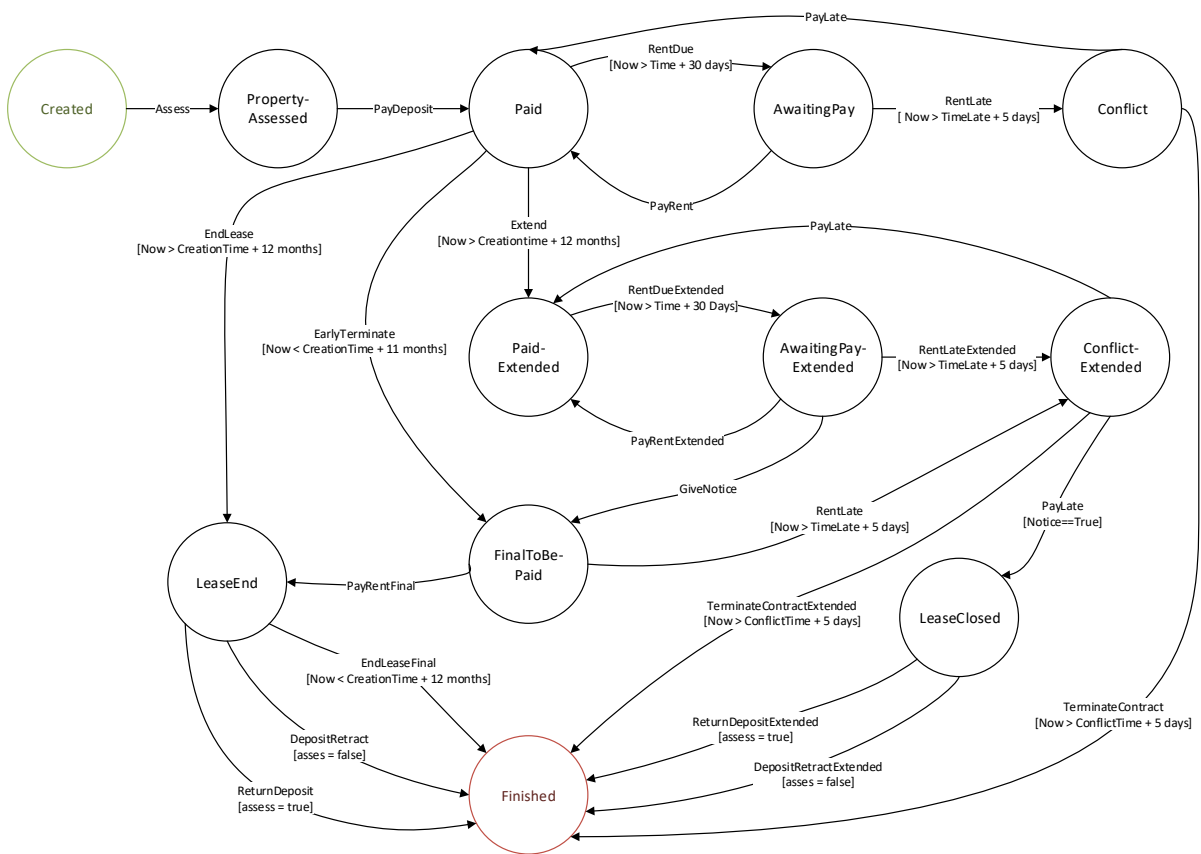 PayLate
RentDue
[Now > Time + 30 days]
Created
Assess
Property-
Assessed
PayDeposit
Paid
AwaitingPay
RentLate
[ Now > TimeLate + 5 days]
Conflict
PayRent
EndLease
[Now > CreationTime + 12 months]
Extend
[Now > Creationtime + 12 months]
PayLate
RentDueExtended
[Now > Time + 30 Days]
EarlyTerminate
[Now < CreationTime + 11 months]
Paid-
Extended
AwaitingPay-
Extended
RentLateExtended
[Now > TimeLate + 5 days]
Conflict-
Extended
PayRentExtended
GiveNotice
RentLate
[Now > TimeLate + 5 days]
PayLate
[Notice==True]
FinalToBe-
Paid
LeaseEnd
PayRentFinal
TerminateContractExtended
[Now > ConflictTime + 5 days]
LeaseClosed
EndLeaseFinal
[Now < CreationTime + 12 months]
ReturnDepositExtended
[assess = true]
TerminateContract
[Now > ConflictTime + 5 days]
DepositRetract
[asses = false]
DepositRetractExtended
[asses = false]
ReturnDeposit
[assess = true]
Finished